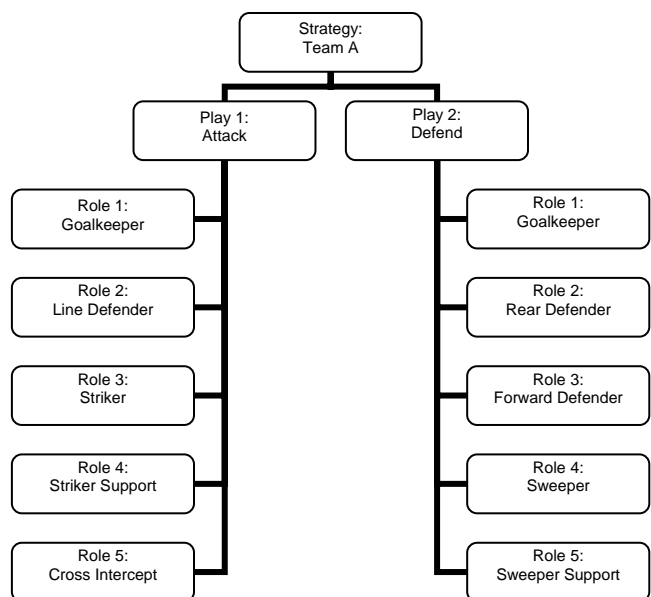 Strategy:
Team A
Play 1:
Attack
Play 2:
Defend
Role 1:
Goalkeeper
Role 2:
Line Defender
Role 3:
Striker
Role 4:
Striker Support
Role 5:
Cross Intercept
Role 1:
Goalkeeper
Role 2:
Rear Defender
Role 3:
Forward Defender
Role 4:
Sweeper
Role 5:
Sweeper Support